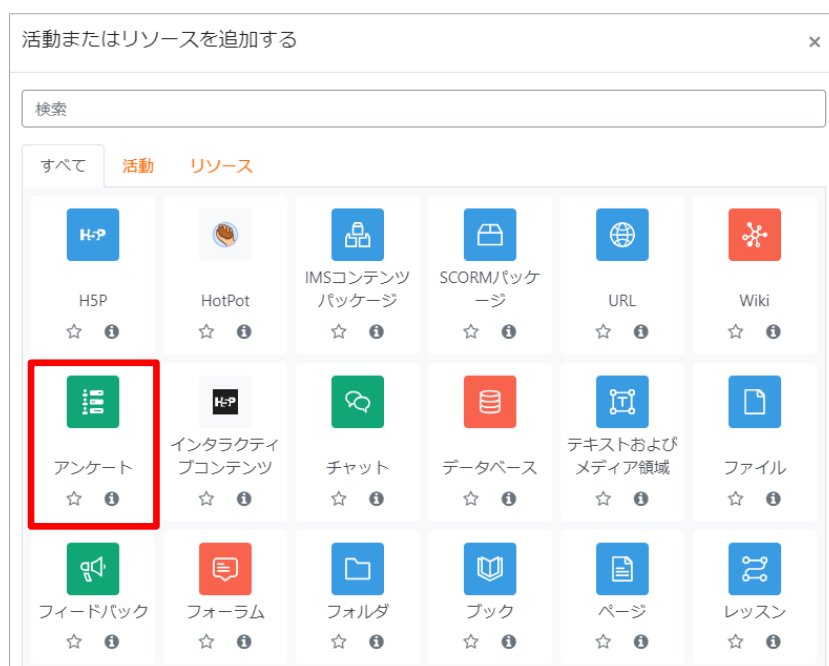 活動またはリソースを追加する ×
検索
すべて 活動 リソース
H5P
H5P
HotPot
IMSコンテンツ
パッケージ
SCORMパッケ
ージ
URL
Wiki
アンケート
H5P
インタラクティ
ブコンテンツ
チャット
データベース
T
テキストおよび
メディア領域
ファイル
フィードバック
フォーラム
フォルダ
ブック
ページ
レッスン